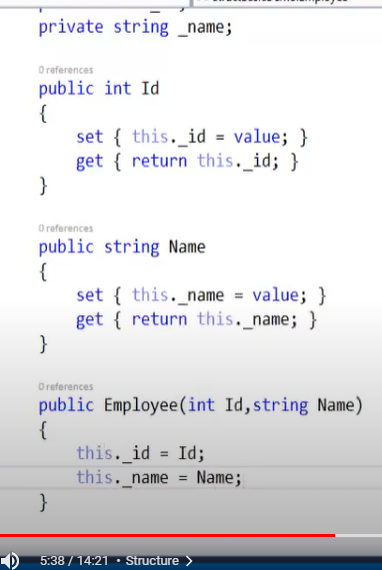 private string _name;
0 references
public int Id
{
set { this._id = value; }
get { return this._id; }
}
0 references
public string Name
{
set { this._name = value; }
get { return this._name; }
}
0 references
public Employee(int Id,string Name)
{
this._id = Id;
this._name = Name;
}
5:38 / 14:21 • Structure >